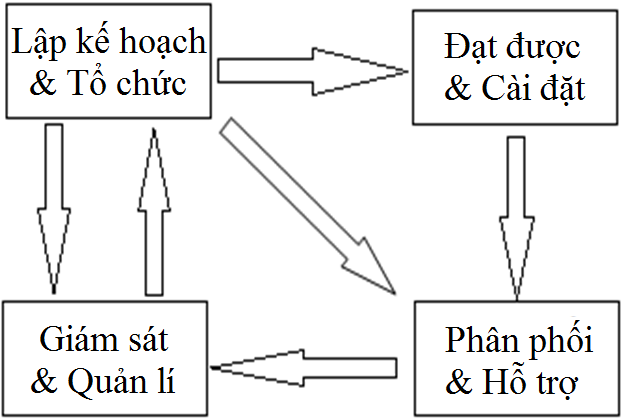 Lập kế hoạch
& Tổ chức
Đạt được
& Cài đặt
Giám sát
& Quản lí
Phân phối
& Hỗ trợ